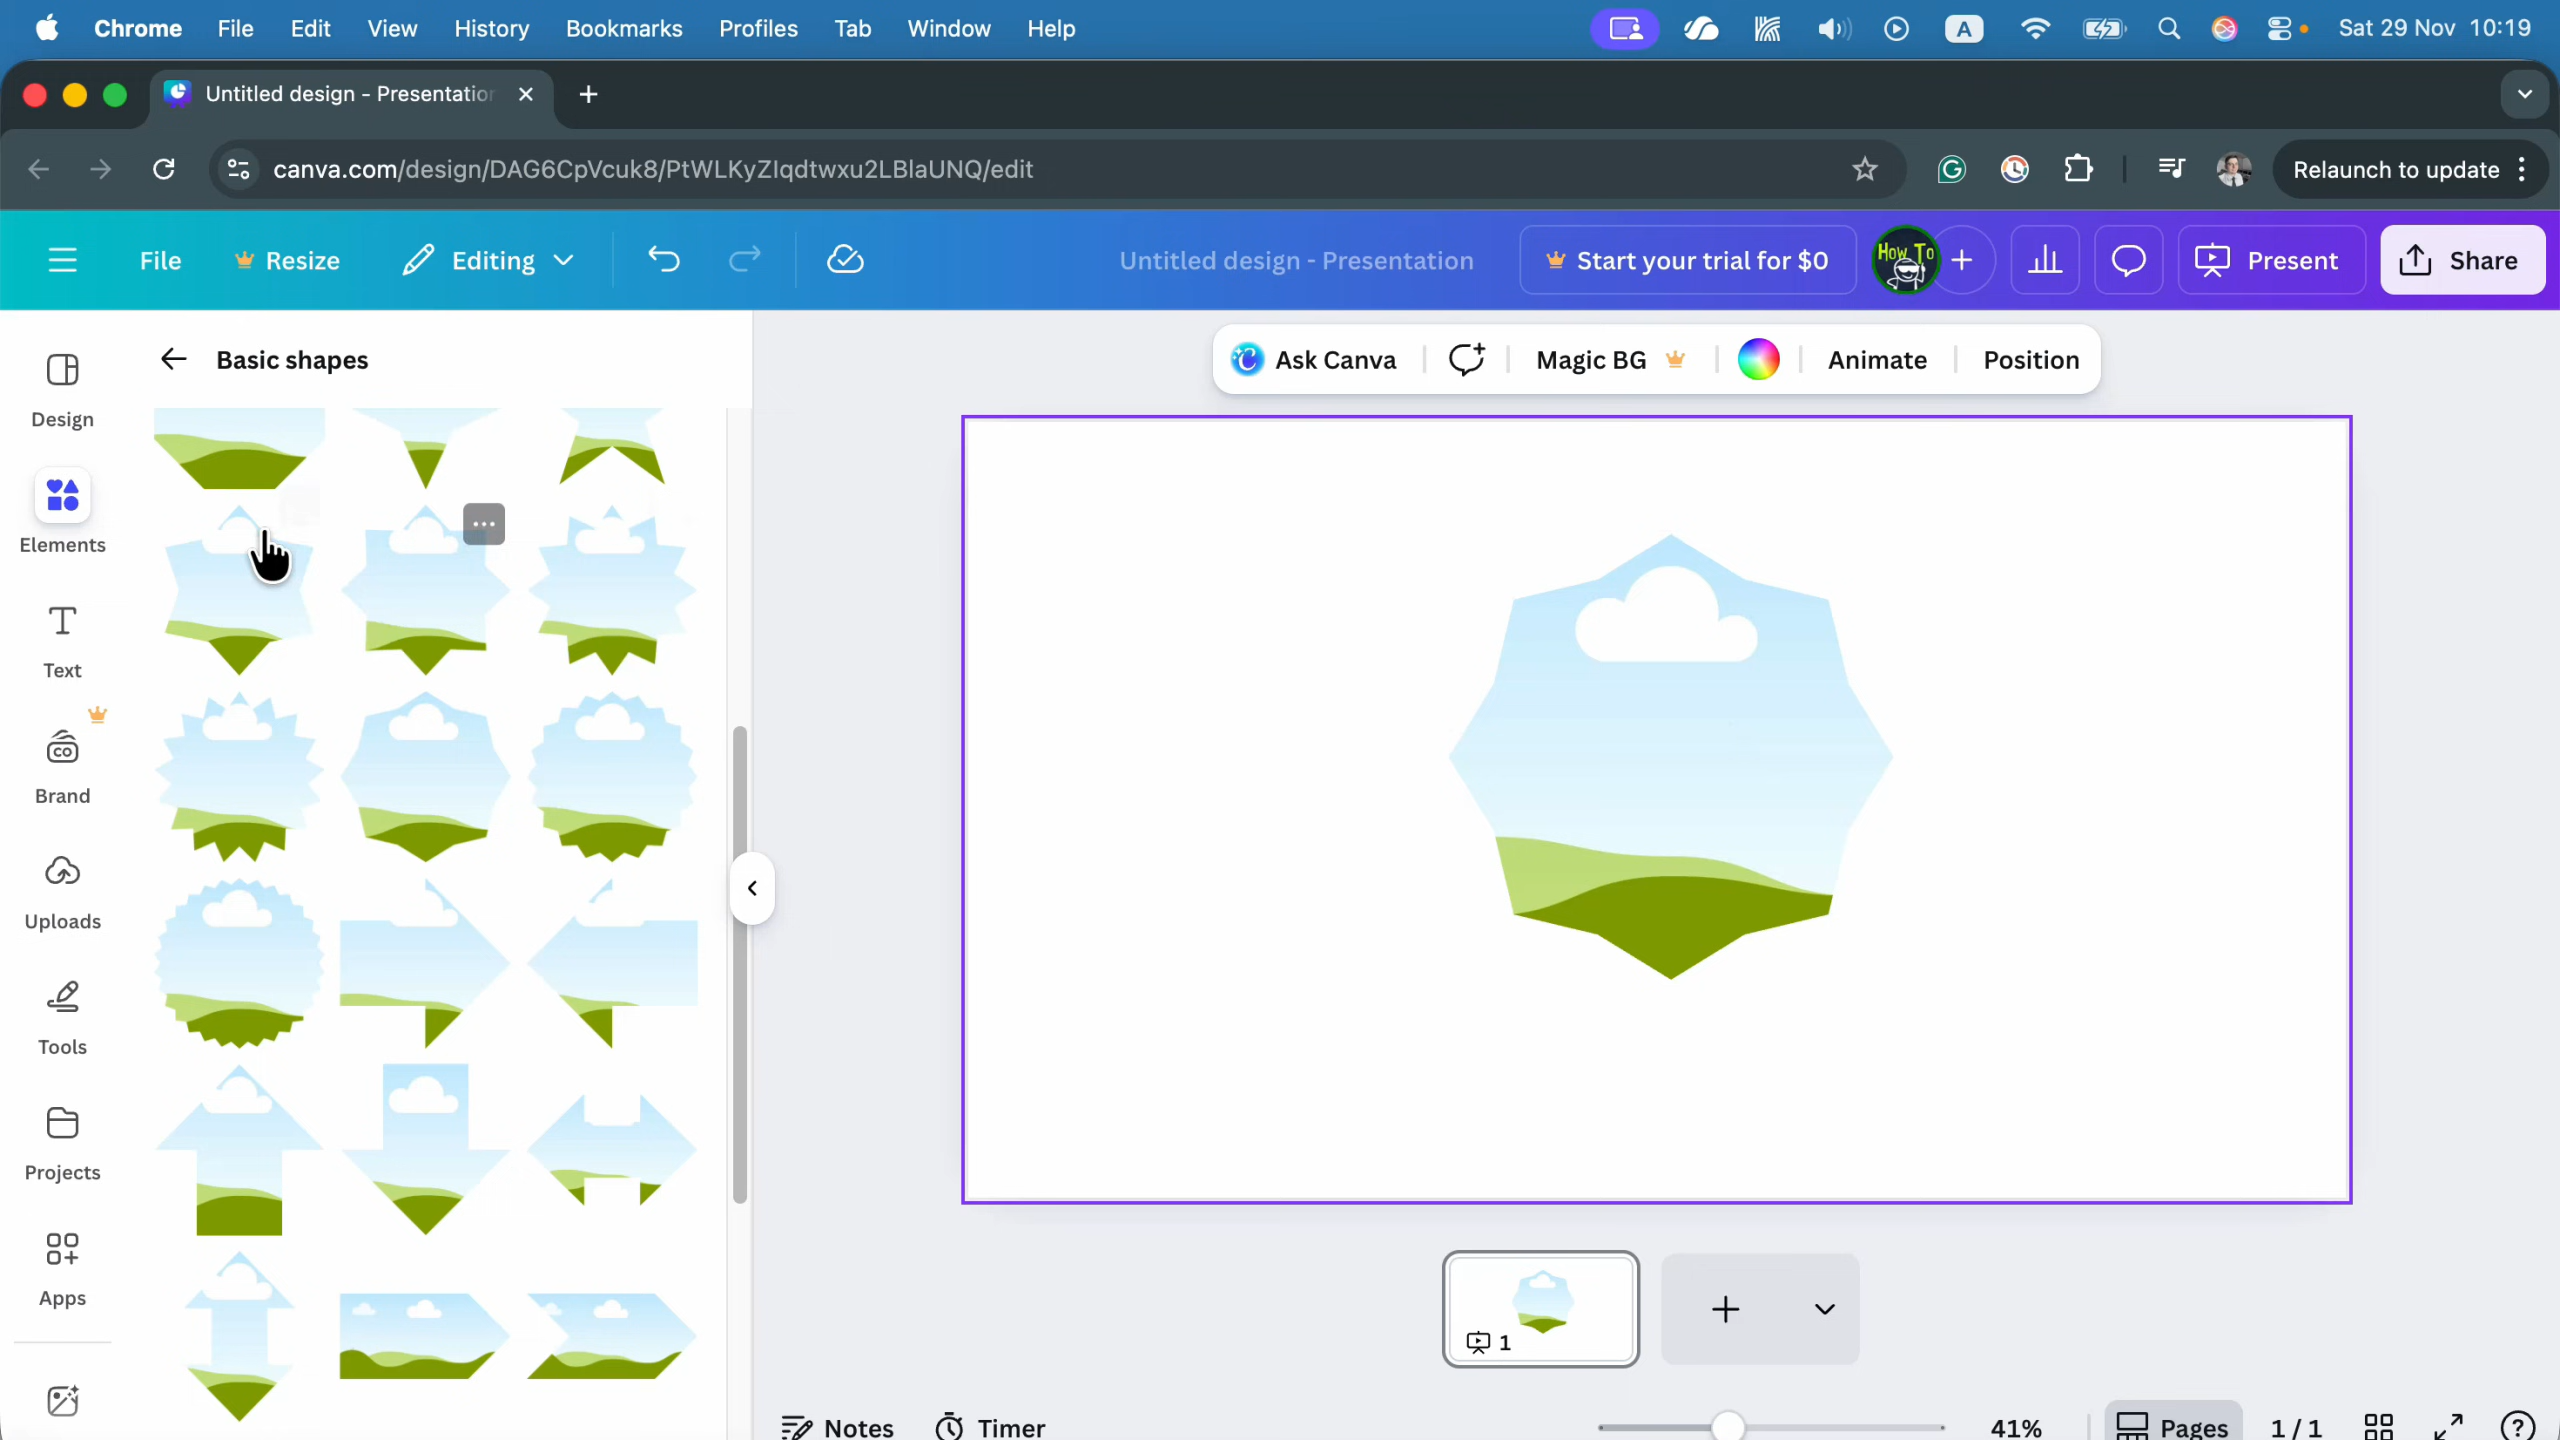 Chrome File Edit View History Bookmarks Profiles Tab Window Help A Sat 29 Nov 10:19
Untitled design - Presentation
canva.com/design/DAG6CpVcuk8/PtWLKyZIqdtwxu2LBlaUNQ/edit Relaunch to update
File Resize Editing Untitled design - Presentation Start your trial for $0 How To Present Share
Basic shapes
Ask Canva Magic BG Animate Position
Design
Elements
Text
CO
Brand
Uploads
Tools
Projects
Apps
1
Notes Timer 41% Pages 1 / 1